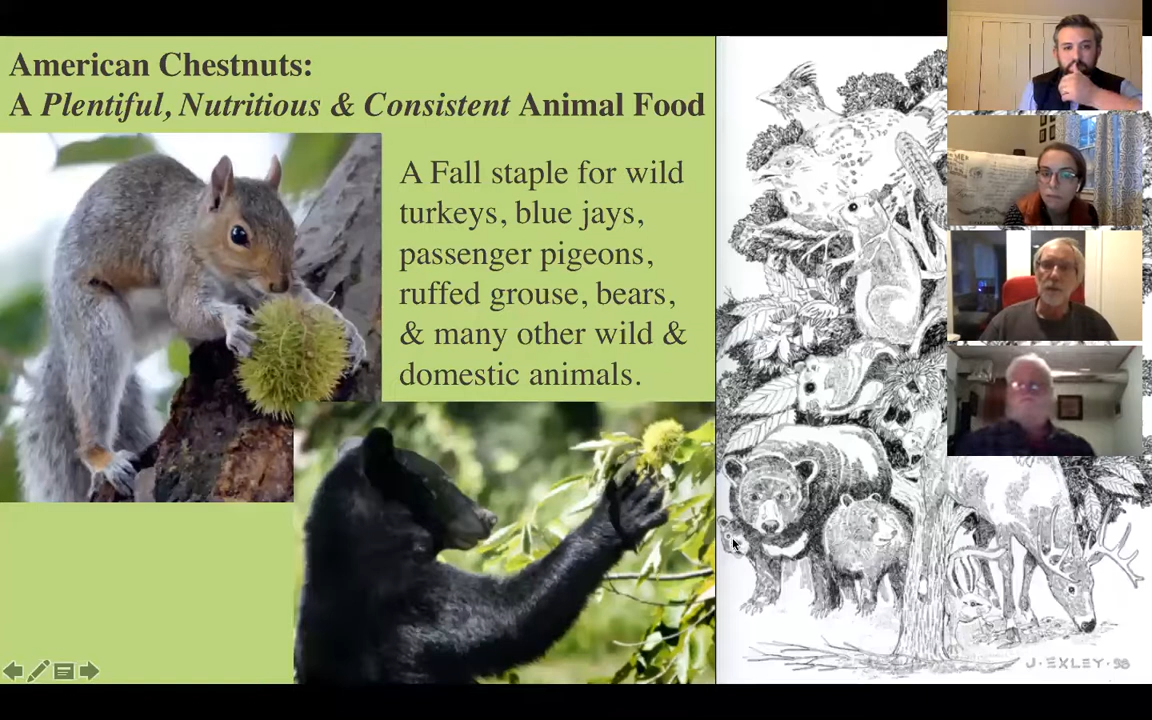 American Chestnuts:
A Plentiful, Nutritious & Consistent Animal Food
A Fall staple for wild
turkeys, blue jays,
passenger pigeons,
ruffed grouse, bears,
& many other wild &
domestic animals.
J. EXLEY. 98